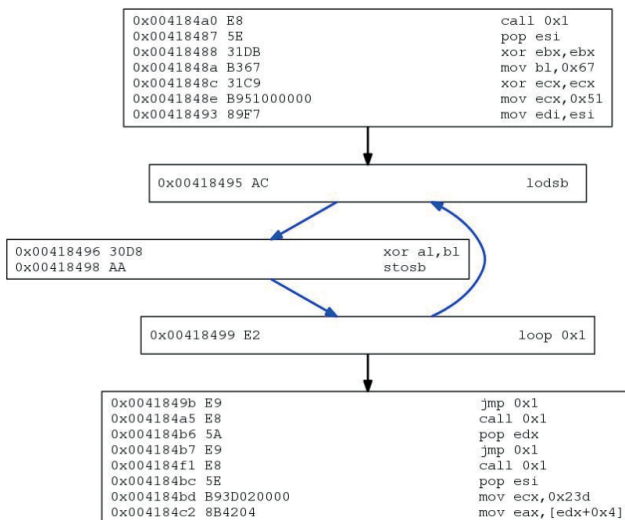 0x004184a0 E8 call 0x1
0x00418487 5E pop esi
0x00418488 31DB xor ebx,ebx
0x0041848a B367 mov bl,0x67
0x0041848c 31C9 xor ecx,ecx
0x0041848e B951000000 mov ecx,0x51
0x00418493 89F7 mov edi,esi
0x00418495 AC lodsb
0x00418496 30D8 xor al,bl
0x00418498 AA stosb
0x00418499 E2 loop 0x1
0x0041849b E9 jmp 0x1
0x004184a5 E8 call 0x1
0x004184b6 5A pop edx
0x004184b7 E9 jmp 0x1
0x004184f1 E8 call 0x1
0x004184bc 5E pop esi
0x004184bd B93D020000 mov ecx,0x23d
0x004184c2 8B4204 mov eax,[edx+0x4]